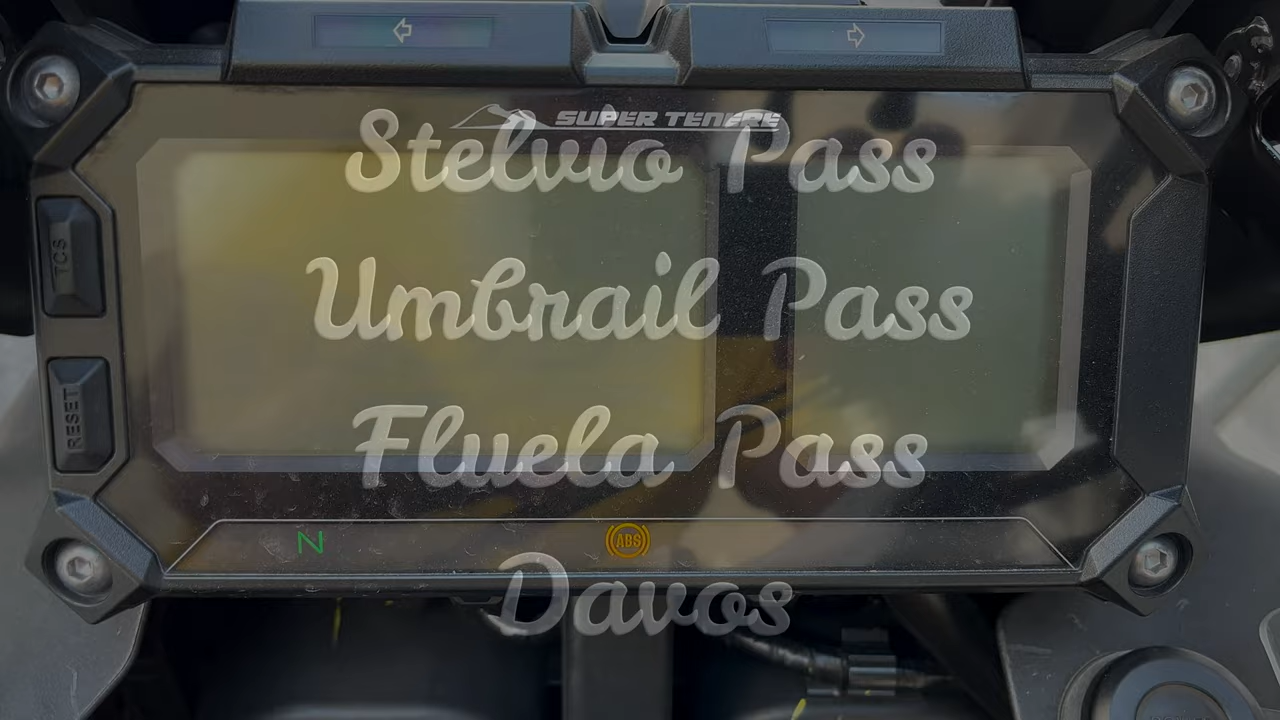 SUPER TENERE
Stelvio Pass
TCS
Umbrail Pass
RESET
Fluela Pass
N
ABS
Davos